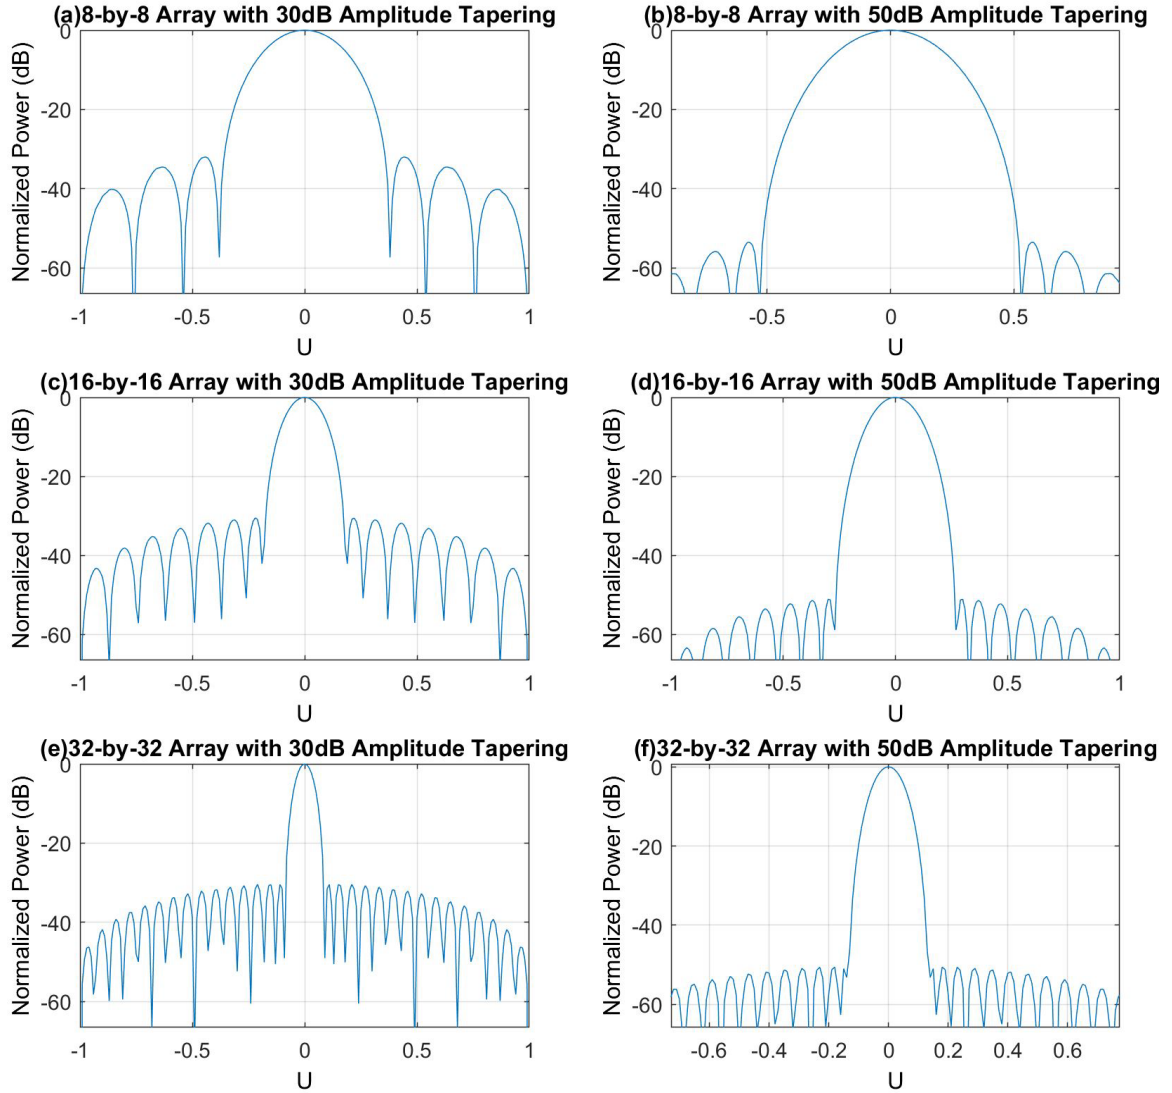 (a)8-by-8 Array with 30dB Amplitude Tapering
Normalized Power (dB)
0
-20
-40
-60
-1 -0.5 0 0.5 1
U
(b)8-by-8 Array with 50dB Amplitude Tapering
Normalized Power (dB)
0
-20
-40
-60
-0.5 0 0.5
U
(c)16-by-16 Array with 30dB Amplitude Tapering
Normalized Power (dB)
0
-20
-40
-60
-1 -0.5 0 0.5 1
U
(d)16-by-16 Array with 50dB Amplitude Tapering
Normalized Power (dB)
0
-20
-40
-60
-1 -0.5 0 0.5 1
U
(e)32-by-32 Array with 30dB Amplitude Tapering
Normalized Power (dB)
0
-20
-40
-60
-1 -0.5 0 0.5 1
U
(f)32-by-32 Array with 50dB Amplitude Tapering
Normalized Power (dB)
0
-20
-40
-60
-0.6 -0.4 -0.2 0 0.2 0.4 0.6
U